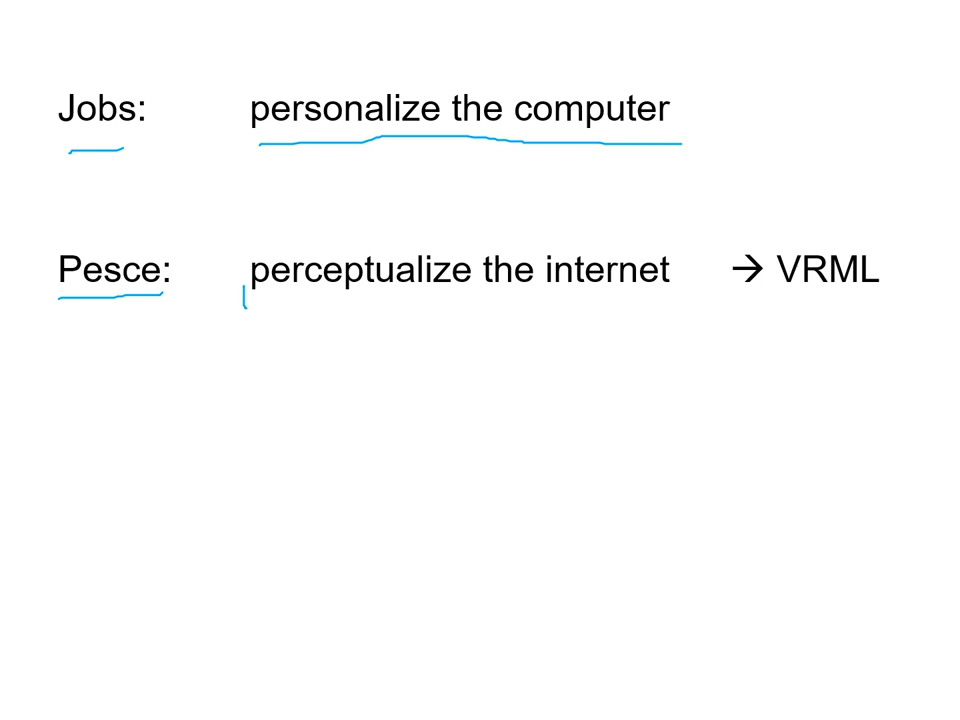 Jobs: personalize the computer
Pesce: perceptualize the internet → VRML